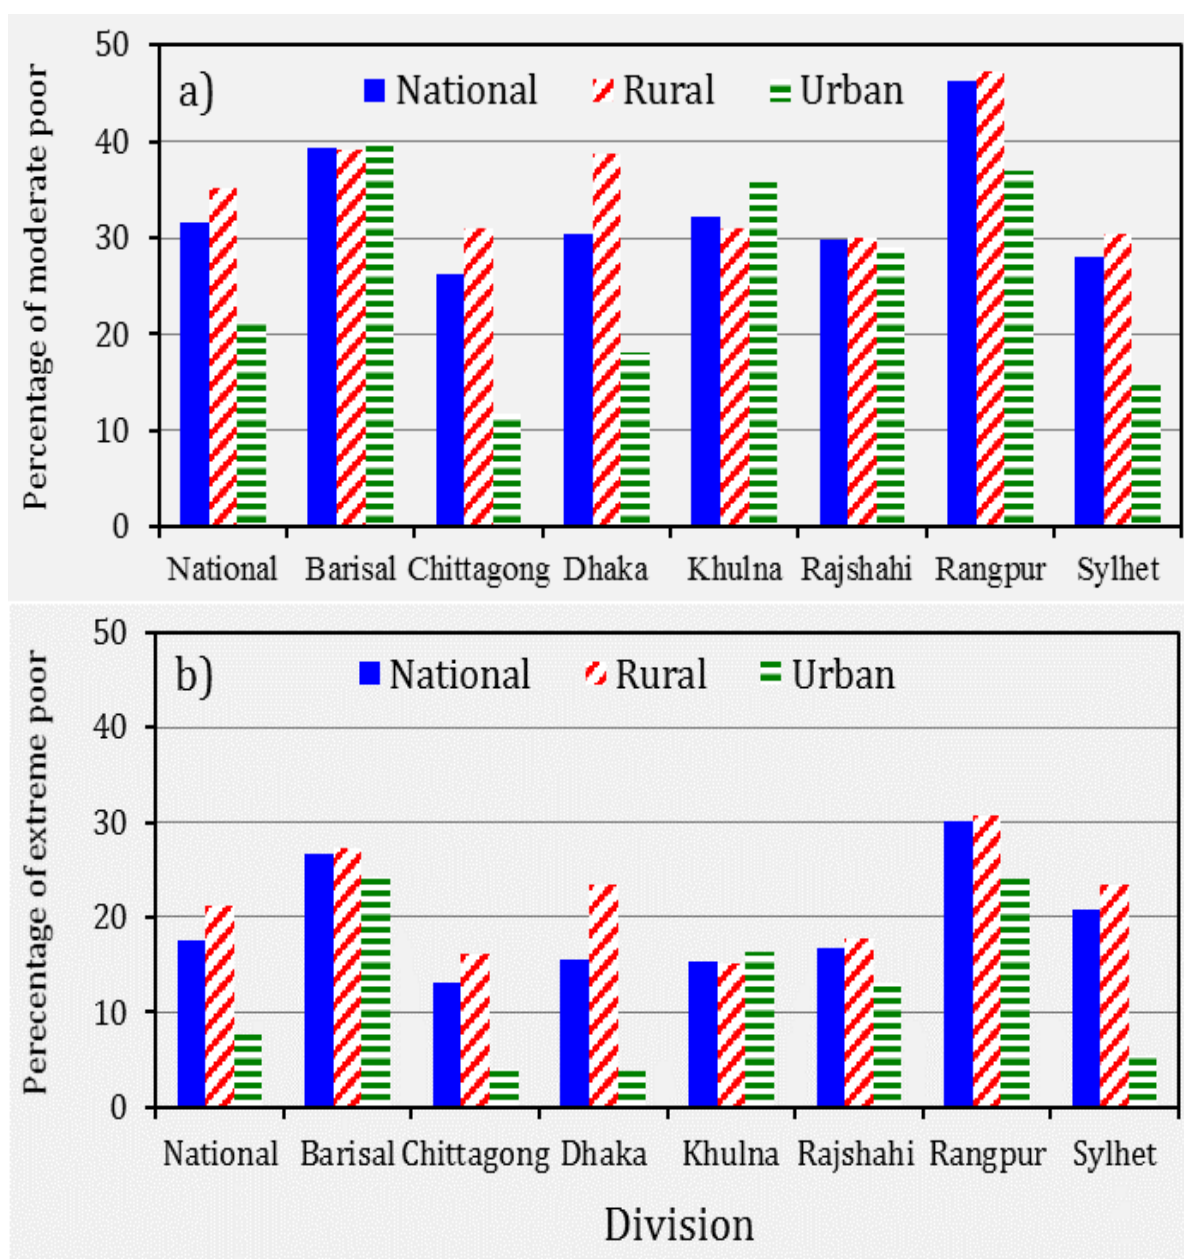 Percentage of moderate poor
50
40
30
20
10
0
a)
National Rural Urban
National Barisal Chittagong Dhaka Khulna Rajshahi Rangpur Sylhet
Perecentage of extreme poor
50
40
30
20
10
0
b)
National Rural Urban
National Barisal Chittagong Dhaka Khulna Rajshahi Rangpur Sylhet
Division